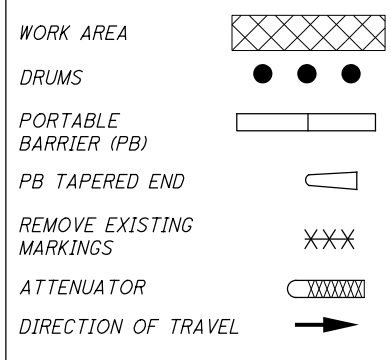 WORK AREA
DRUMS
PORTABLE
BARRIER (PB)
PB TAPERED END
REMOVE EXISTING
MARKINGS
ATTENUATOR
DIRECTION OF TRAVEL